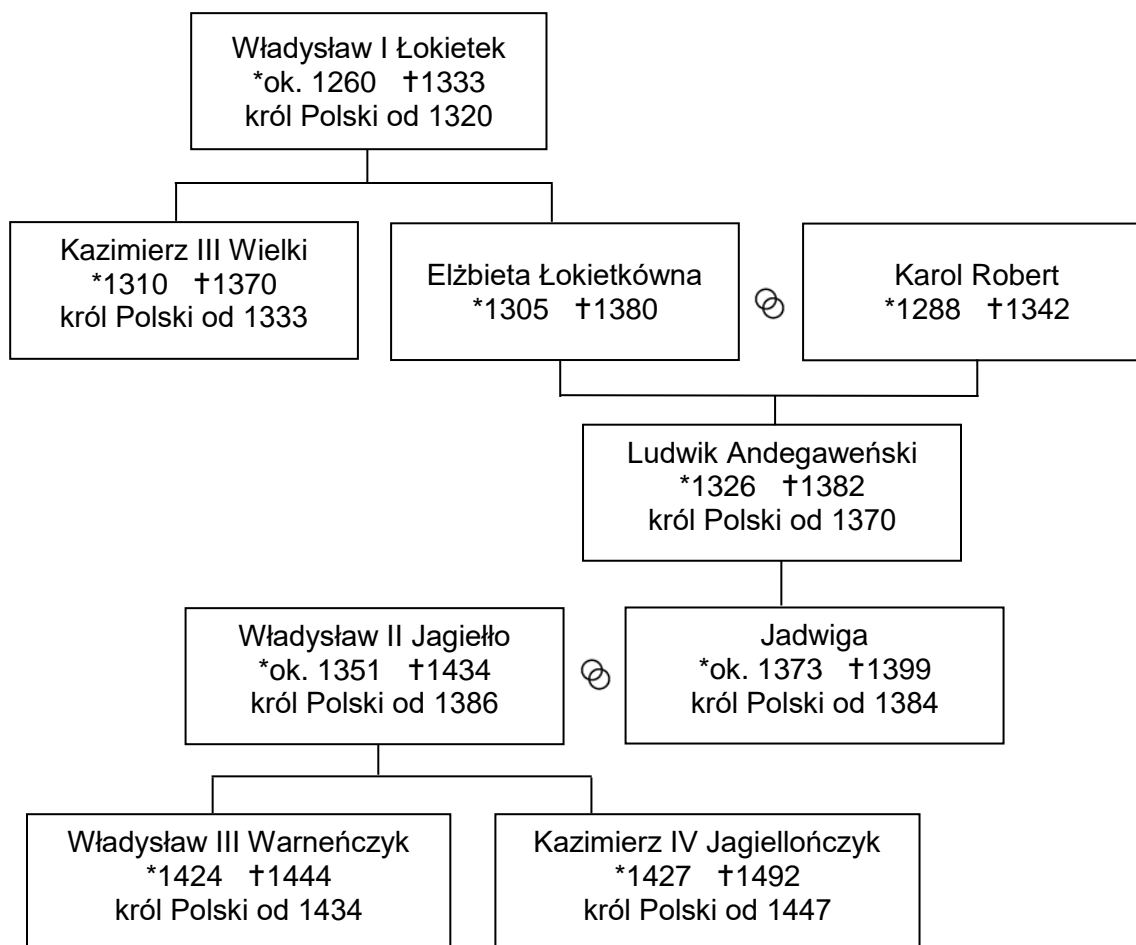 Władysław I Łokietek
*ok. 1260 †1333
król Polski od 1320
Kazimierz III Wielki
*1310 †1370
król Polski od 1333
Elżbieta Łokietkówna
*1305 †1380
Karol Robert
*1288 †1342
Ludwik Andegaweński
*1326 †1382
król Polski od 1370
Władysław II Jagiełło
*ok. 1351 †1434
król Polski od 1386
Jadwiga
*ok. 1373 †1399
król Polski od 1384
Władysław III Warneńczyk
*1424 †1444
król Polski od 1434
Kazimierz IV Jagiellończyk
*1427 †1492
król Polski od 1447